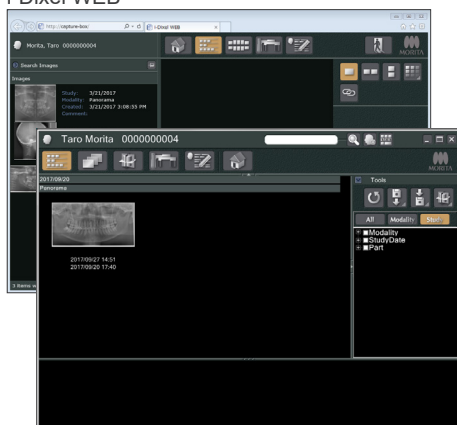 i-Dixel WEB
http://capture-box/
i-Dixel WEB
Morita, Taro 0000000004
MORITA
Search Images
Images
Study: 3/21/2017
Modality: Panorama
Created: 3/21/2017 3:08:55 PM
Comment:
Taro Morita 0000000004
MORITA
2017/09/20
Panorama
Tools
All Modality Study
Modality
StudyDate
Part
2017/09/27 14:51
2017/09/20 17:40
3 items